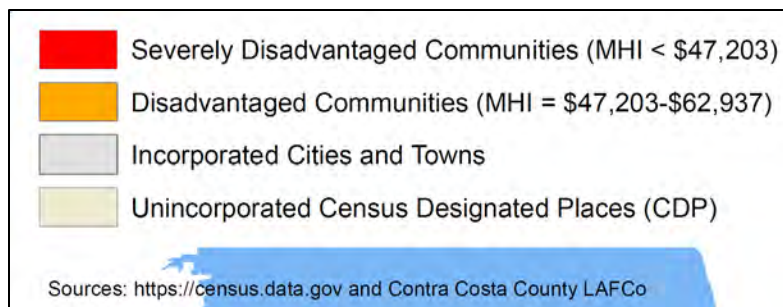 Severely Disadvantaged Communities (MHI < $47,203)
Disadvantaged Communities (MHI = $47,203-$62,937)
Incorporated Cities and Towns
Unincorporated Census Designated Places (CDP)
Sources: https://census.data.gov and Contra Costa County LAFCo